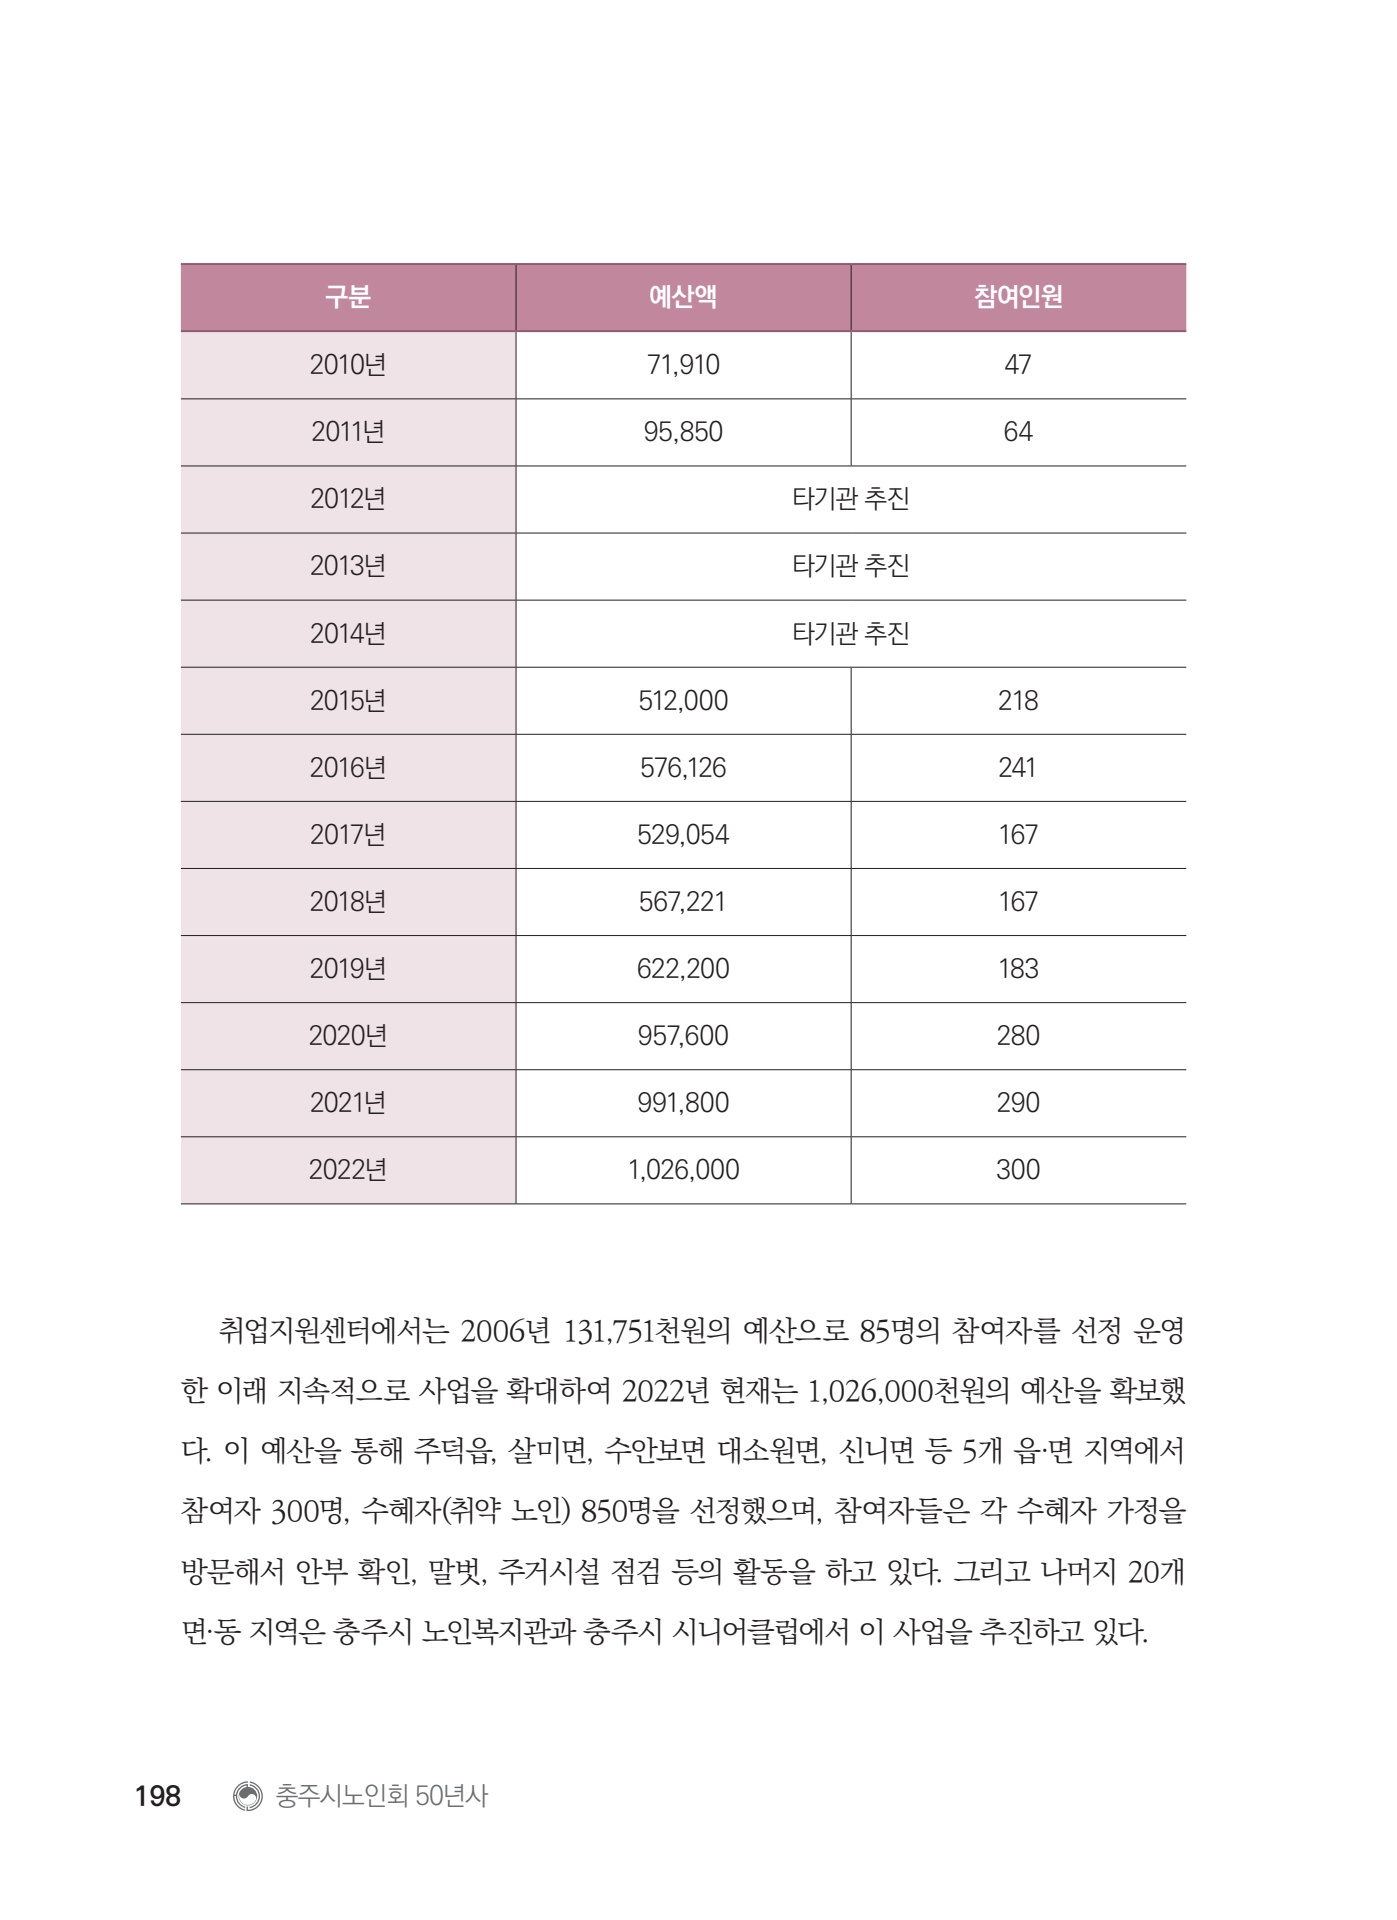 구분 예산액 참여인원
2010년 71,910 47
2011년 95,850 64
2012년 타기관 추진
2013년 타기관 추진
2014년 타기관 추진
2015년 512,000 218
2016년 576,126 241
2017년 529,054 167
2018년 567,221 167
2019년 622,200 183
2020년 957,600 280
2021년 991,800 290
2022년 1,026,000 300
취업지원센터에서는 2006년 131,751천원의 예산으로 85명의 참여자를 선정 운영
한 이래 지속적으로 사업을 확대하여 2022년 현재는 1,026,000천원의 예산을 확보했
다. 이 예산을 통해 주덕읍, 살미면, 수안보면 대소원면, 신니면 등 5개 읍·면 지역에서
참여자 300명, 수혜자(취약 노인) 850명을 선정했으며, 참여자들은 각 수혜자 가정을
방문해서 안부 확인, 말벗, 주거시설 점검 등의 활동을 하고 있다. 그리고 나머지 20개
면·동 지역은 충주시 노인복지관과 충주시 시니어클럽에서 이 사업을 추진하고 있다.
198 충주시노인회 50년사